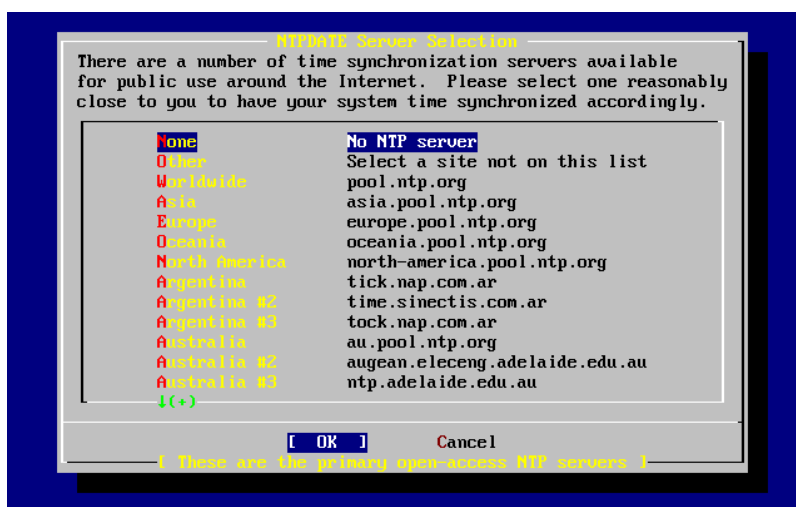 NTPDATE Server Selection
There are a number of time synchronization servers available
for public use around the Internet.  Please select one reasonably
close to you to have your system time synchronized accordingly.
None No NTP server
Other Select a site not on this list
Worldwide pool.ntp.org
Asia asia.pool.ntp.org
Europe europe.pool.ntp.org
Oceania oceania.pool.ntp.org
North America north-america.pool.ntp.org
Argentina tick.nap.com.ar
Argentina #2 time.sinectis.com.ar
Argentina #3 tock.nap.com.ar
Australia au.pool.ntp.org
Australia #2 augean.eleceng.adelaide.edu.au
Australia #3 ntp.adelaide.edu.au
↓(+)
[ OK ] Cancel
[ These are the primary open-access NTP servers ]